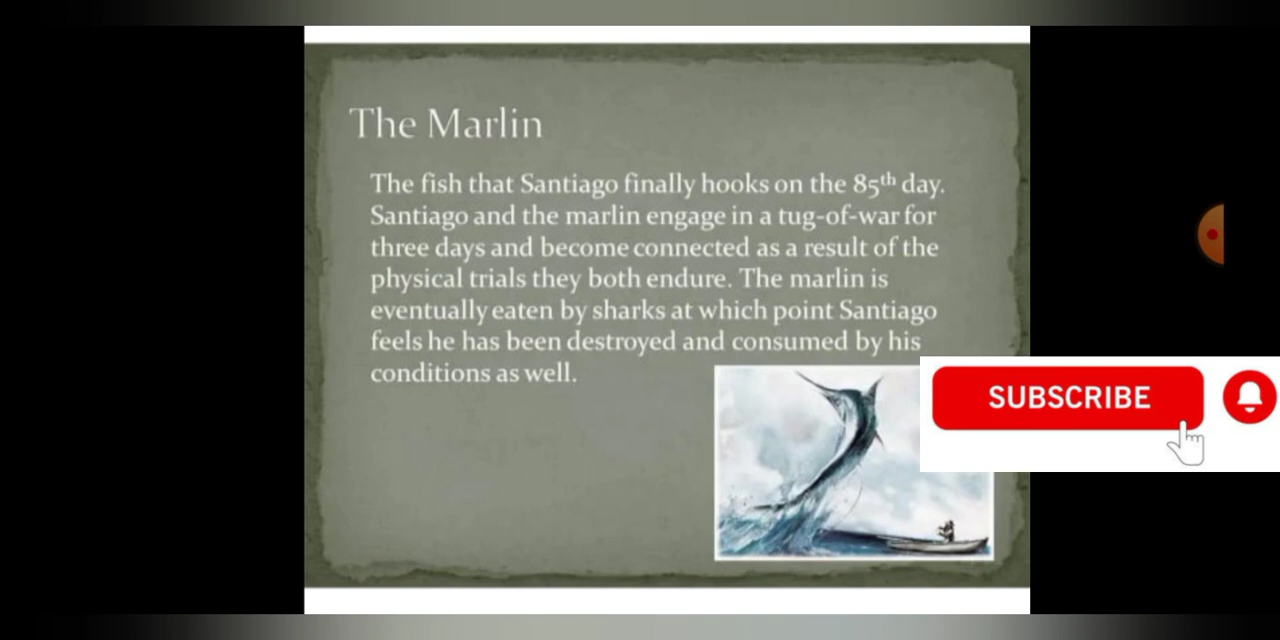 The Marlin
The fish that Santiago finally hooks on the 85th day.
Santiago and the marlin engage in a tug-of-war for
three days and become connected as a result of the
physical trials they both endure. The marlin is
eventually eaten by sharks at which point Santiago
feels he has been destroyed and consumed by his
conditions as well.
SUBSCRIBE